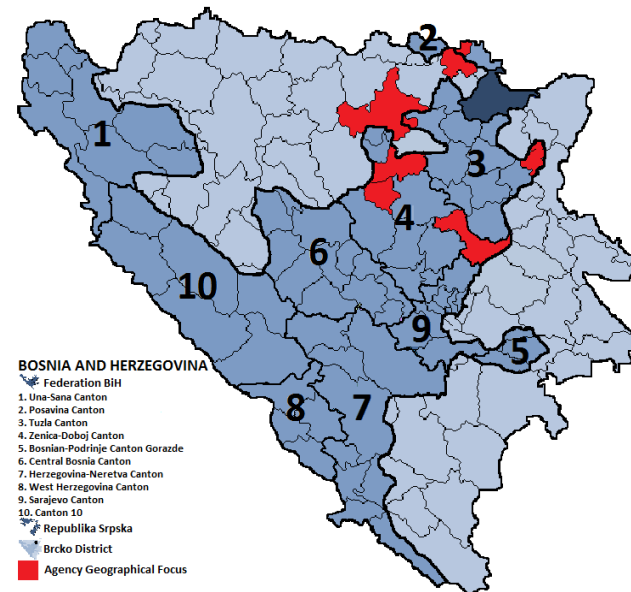 2
1
3
4
6
10
9
5
BOSNIA AND HERZEGOVINA
Federation BiH
8
7
1. Una-Sana Canton
2. Posavina Canton
3. Tuzla Canton
4. Zenica-Doboj Canton
5. Bosnian-Podrinje Canton Gorazde
6. Central Bosnia Canton
7. Herzegovina-Neretva Canton
8. West Herzegovina Canton
9. Sarajevo Canton
10. Canton 10
Republika Srpska
Brcko District
Agency Geographical Focus